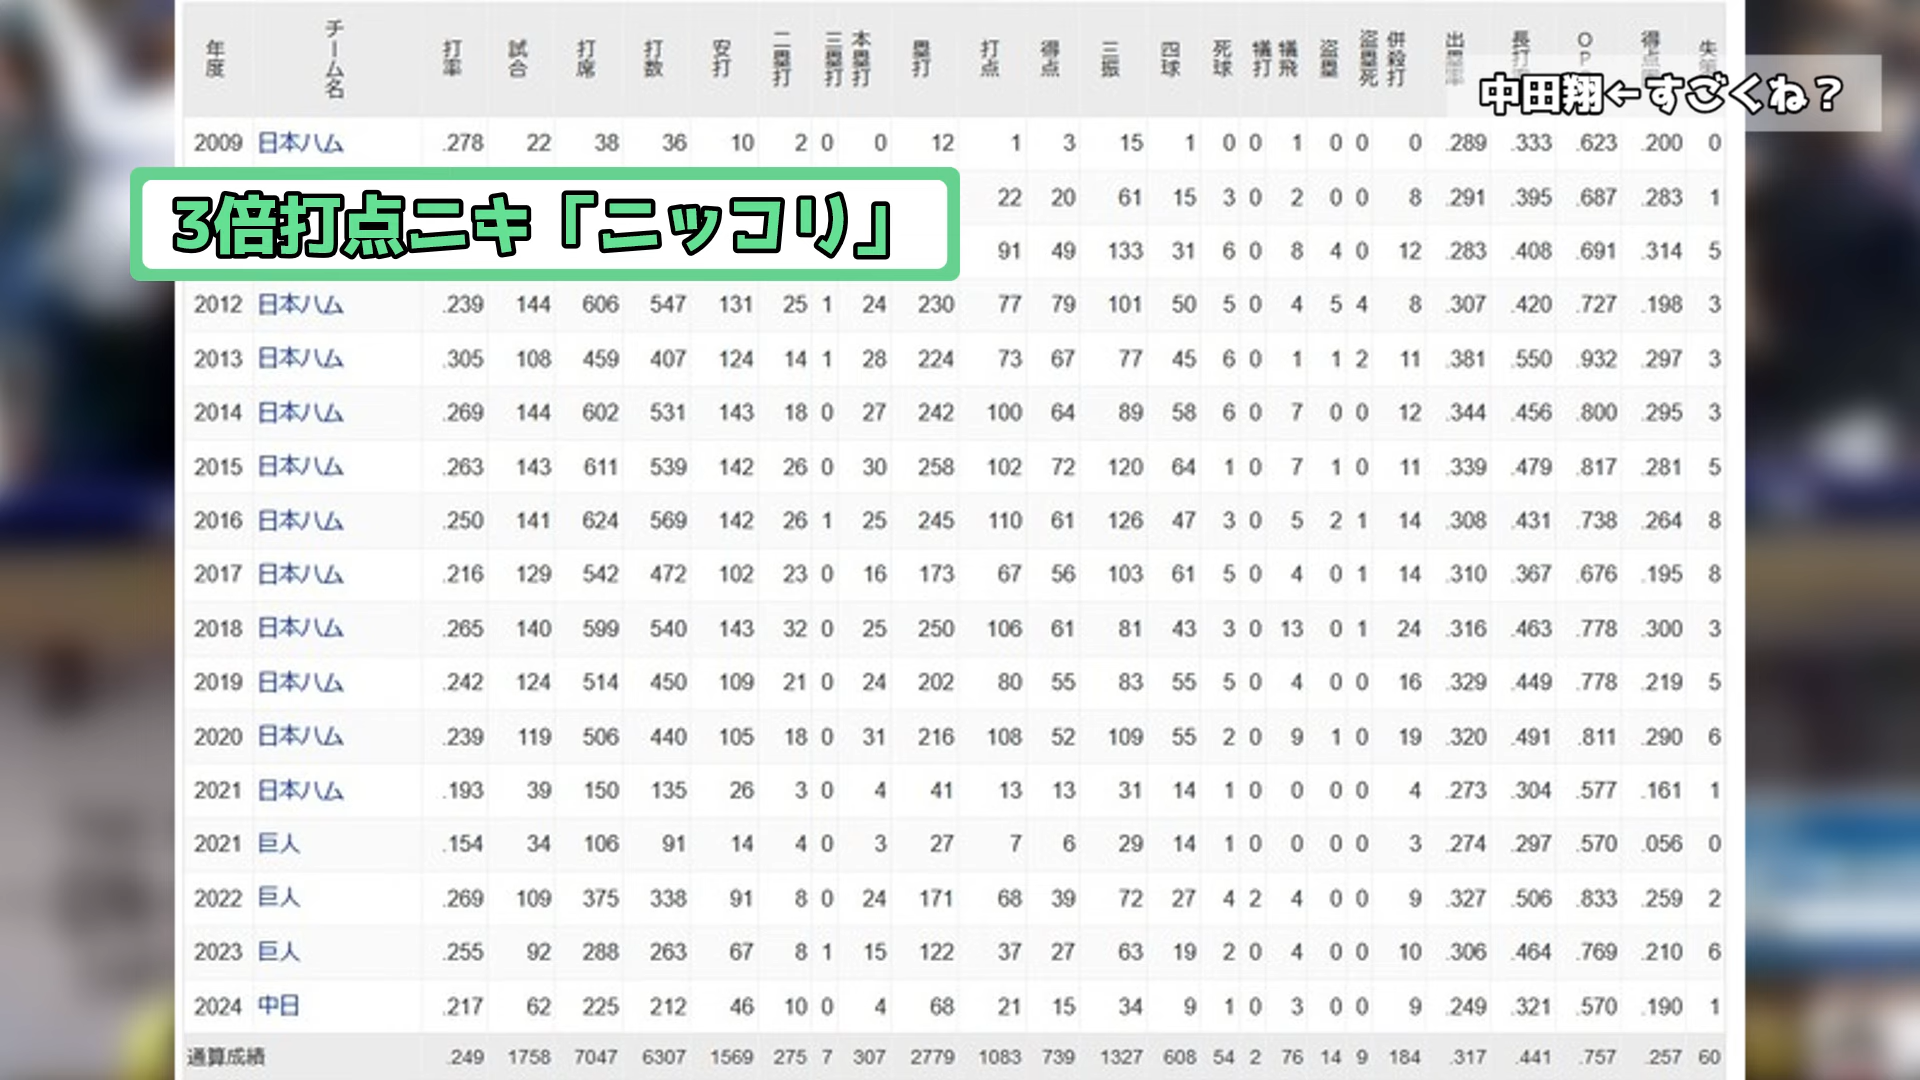 年度 チーム名 打率 試合 打席 打数 安打 二塁打 三塁打 本塁打 塁打 打点 得点 三振 四球 死球 犠打 犠飛 盗塁 盗塁死 併殺打 出塁率 長打
中田翔←すごくね？
2009 日本ハム .278 22 38 36 10 2 0 0 12 1 3 15 1 0 0 1 0 0 0 .289 .333 .623 .200 0
3倍打点ニキ「ニッコリ」
22 20 61 15 3 0 2 0 0 8 .291 .395 .687 .283 1
91 49 133 31 6 0 8 4 0 12 .283 .408 .691 .314 5
2012 日本ハム .239 144 606 547 131 25 1 24 230 77 79 101 50 5 0 4 5 4 8 .307 .420 .727 .198 3
2013 日本ハム .305 108 459 407 124 14 1 28 224 73 67 77 45 6 0 1 1 2 11 .381 .550 .932 .297 3
2014 日本ハム .269 144 602 531 143 18 0 27 242 100 64 89 58 6 0 7 0 0 12 .344 .456 .800 .295 3
2015 日本ハム .263 143 611 539 142 26 0 30 258 102 72 120 64 1 0 7 1 0 11 .339 .479 .817 .281 5
2016 日本ハム .250 141 624 569 142 26 1 25 245 110 61 126 47 3 0 5 2 1 14 .308 .431 .738 .264 8
2017 日本ハム .216 129 542 472 102 23 0 16 173 67 56 103 61 5 0 4 0 1 14 .310 .367 .676 .195 8
2018 日本ハム .265 140 599 540 143 32 0 25 250 106 61 81 43 3 0 13 0 1 24 .316 .463 .778 .300 3
2019 日本ハム .242 124 514 450 109 21 0 24 202 80 55 83 55 5 0 4 0 0 16 .329 .449 .778 .219 5
2020 日本ハム .239 119 506 440 105 18 0 31 216 108 52 109 55 2 0 9 1 0 19 .320 .491 .811 .290 6
2021 日本ハム .193 39 150 135 26 3 0 4 41 13 13 31 14 1 0 0 0 0 4 .273 .304 .577 .161 1
2021 巨人 .154 34 106 91 14 4 0 3 27 7 6 29 14 1 0 0 0 0 3 .274 .297 .570 .056 0
2022 巨人 .269 109 375 338 91 8 0 24 171 68 39 72 27 4 2 4 0 0 9 .327 .506 .833 .259 2
2023 巨人 .255 92 288 263 67 8 1 15 122 37 27 63 19 2 0 4 0 0 10 .306 .464 .769 .210 6
2024 中日 .217 62 225 212 46 10 0 4 68 21 15 34 9 1 0 3 0 0 9 .249 .321 .570 .190 1
通算成績 .249 1758 7047 6307 1569 275 7 307 2779 1083 739 1327 608 54 2 76 14 9 184 .317 .441 .757 .257 60